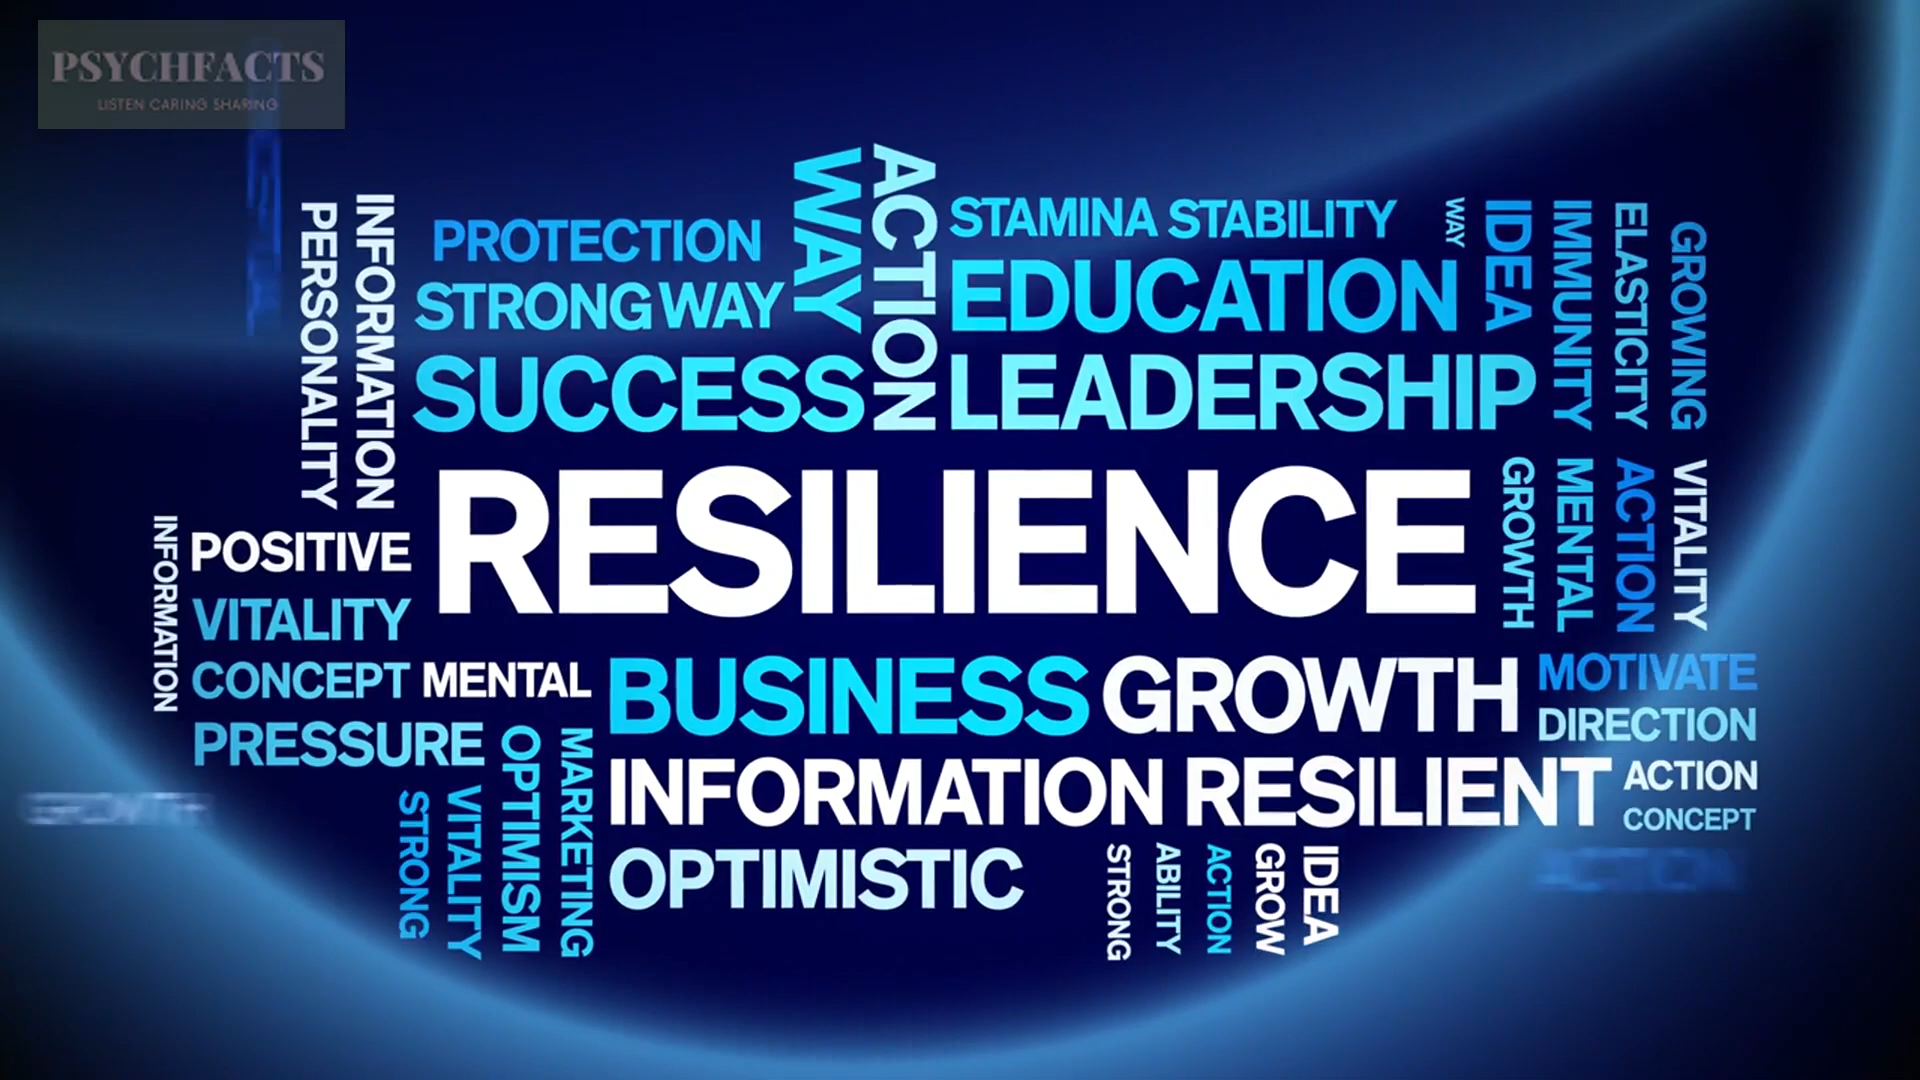 PSYCHFACTS
LISTEN CARING SHARING
WAY
ACTION
INFORMATION
PERSONALITY
PROTECTION
STAMINA STABILITY
WAY
IDEA
IMMUNITY
ELASTICITY
GROWING
STRONG WAY
EDUCATION
SUCCESS
LEADERSHIP
RESILIENCE
GROWTH
MENTAL
ACTION
VITALITY
INFORMATION
POSITIVE
VITALITY
CONCEPT
MENTAL
BUSINESS
GROWTH
MOTIVATE
DIRECTION
PRESSURE
OPTIMISM
MARKETING
INFORMATION
RESILIENT
ACTION
CONCEPT
STRONG
VITALITY
OPTIMISTIC
STRONG
ABILITY
ACTION
GROW
IDEA
GROWTH
ACTION